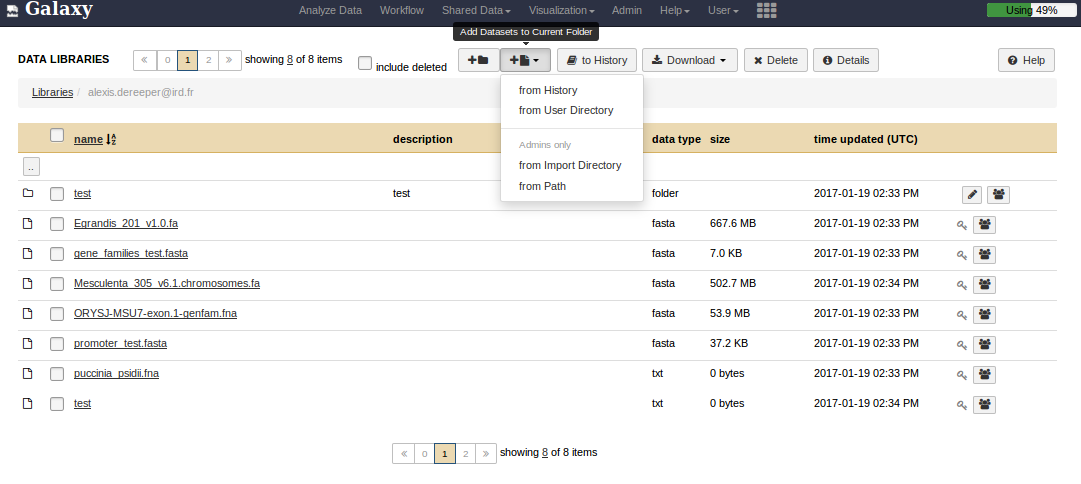 Galaxy Analyze Data Workflow Shared Data Visualization Admin Help User Using 49%
Add Datasets to Current Folder
DATA LIBRARIES « 0 1 2 » showing 8 of 8 items include deleted to History Download Delete Details Help
Libraries / alexis.dereeper@ird.fr
from History
from User Directory
Admins only
from Import Directory
from Path
name description data type size time updated (UTC)
..
test test folder 2017-01-19 02:33 PM
Egrandis_201_v1.0.fa fasta 667.6 MB 2017-01-19 02:33 PM
gene_families_test.fasta fasta 7.0 KB 2017-01-19 02:33 PM
Mesculenta_305_v6.1.chromosomes.fa fasta 502.7 MB 2017-01-19 02:34 PM
ORYSJ-MSU7-exon.1-genfam.fna fasta 53.9 MB 2017-01-19 02:33 PM
promoter_test.fasta fasta 37.2 KB 2017-01-19 02:33 PM
puccinia_psidii.fna txt 0 bytes 2017-01-19 02:33 PM
test txt 0 bytes 2017-01-19 02:34 PM
« 0 1 2 » showing 8 of 8 items